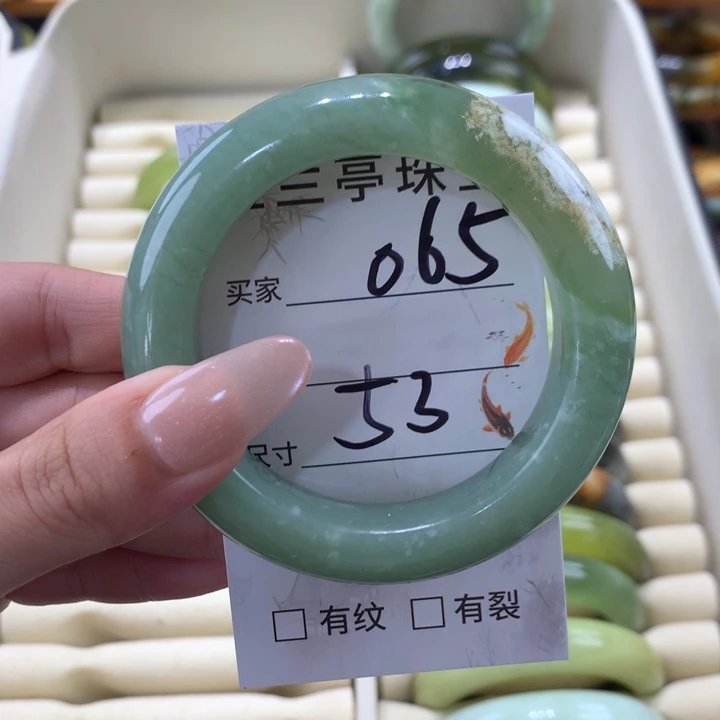 三亭珠
买家 065
53
尺寸
□ 有纹 □ 有裂